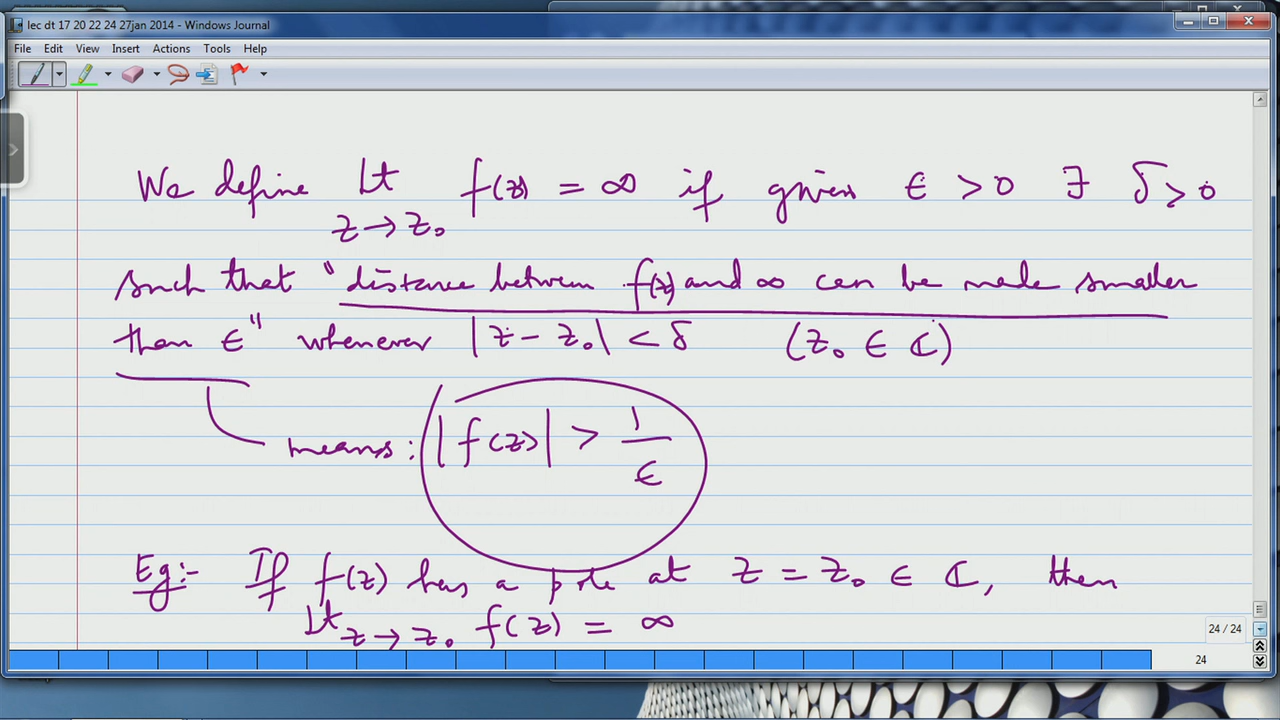 lec dt 17 20 22 24 27jan 2014 - Windows Journal
File Edit View Insert Actions Tools Help
We define Lt f(z) = ∞ if given ϵ > 0 ∃ δ > 0
z → z₀
such that "distance between f(z) and ∞ can be made smaller
than ϵ" whenever |z - z₀| < δ (z₀ ∈ ℂ)
means: |f(z)| > 1/ϵ
Eg:- If f(z) has a pole at z = z₀ ∈ ℂ, then
Lt z → z₀ f(z) = ∞
24 / 24
24